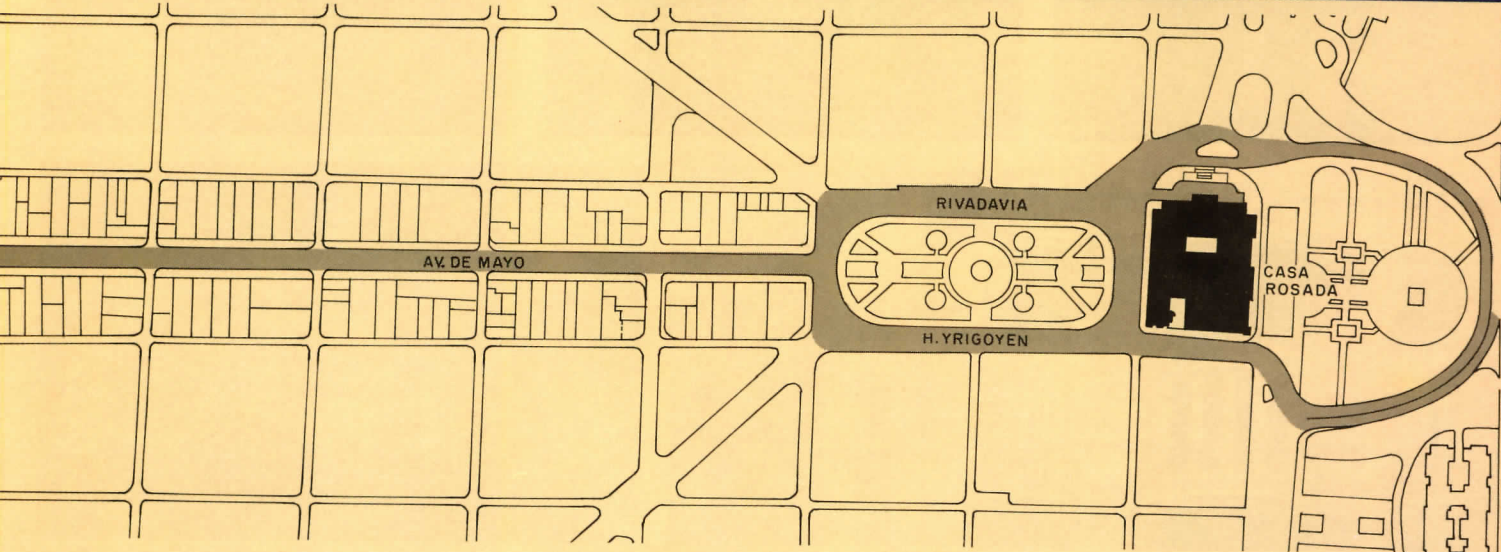 RIVADAVIA
AV. DE MAYO
CASA
ROSADA
H. YRIGOYEN